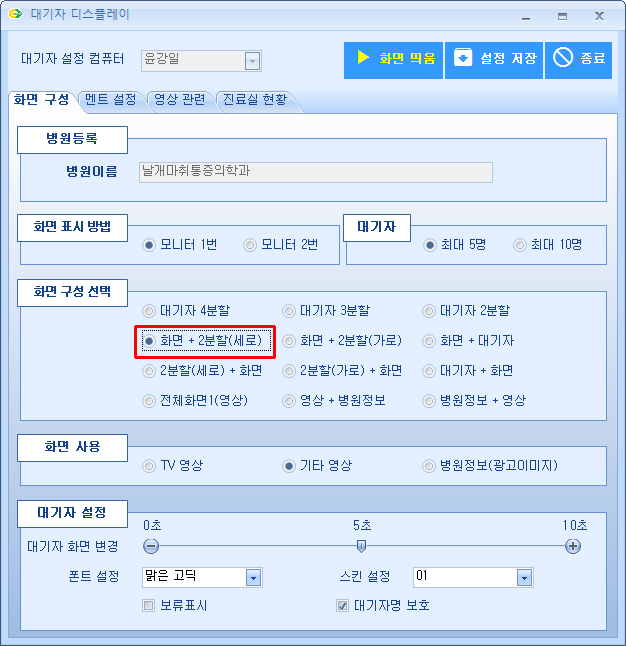 대기자 디스플레이
대기자 설정 컴퓨터 윤강일 화면 띄움 설정 저장 종료
화면 구성 멘트 설정 영상 관련 진료실 현황
병원등록
병원이름 날개마취통증의학과
화면 표시 방법 대기자
모니터 1번 모니터 2번 최대 5명 최대 10명
화면 구성 선택
대기자 4분할 대기자 3분할 대기자 2분할
화면 + 2분할(세로) 화면 + 2분할(가로) 화면 + 대기자
2분할(세로) + 화면 2분할(가로) + 화면 대기자 + 화면
전체화면1(영상) 영상 + 병원정보 병원정보 + 영상
화면 사용
TV 영상 기타 영상 병원정보(광고이미지)
대기자 설정
0초 5초 10초
대기자 화면 변경
폰트 설정 맑은 고딕 스킨 설정 01
보류표시 대기자명 보호